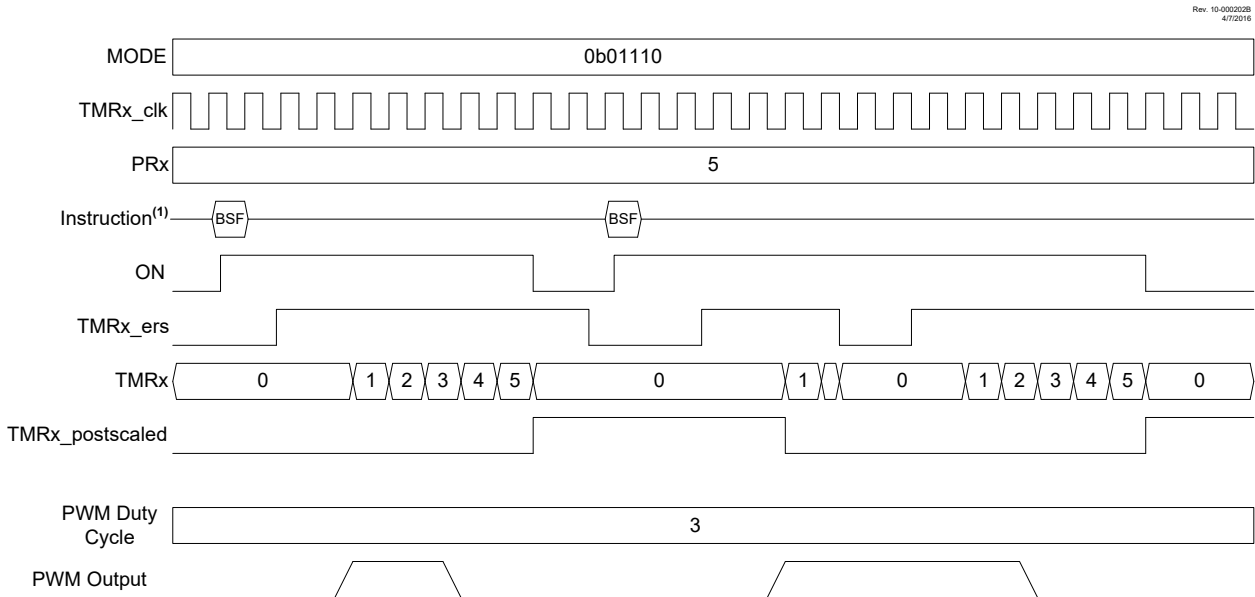 Rev. 10-000202B
4/7/2016
MODE 0b01110
TMRx_clk
PRx 5
Instruction(1) BSF BSF
ON
TMRx_ers
TMRx 0 1 2 3 4 5 0 1 0 1 2 3 4 5 0
TMRx_postscaled
PWM Duty
Cycle 3
PWM Output